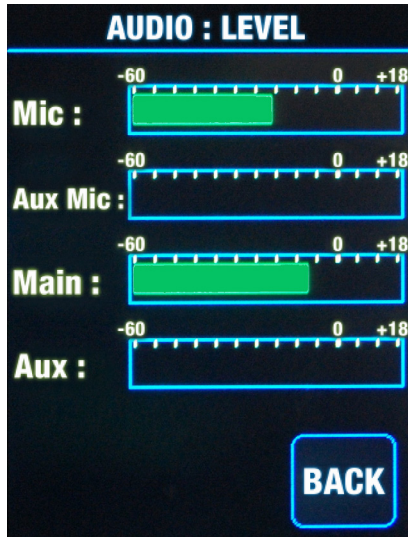 AUDIO : LEVEL
-60 0 +18
Mic :
-60 0 +18
Aux Mic :
-60 0 +18
Main :
-60 0 +18
Aux :
BACK